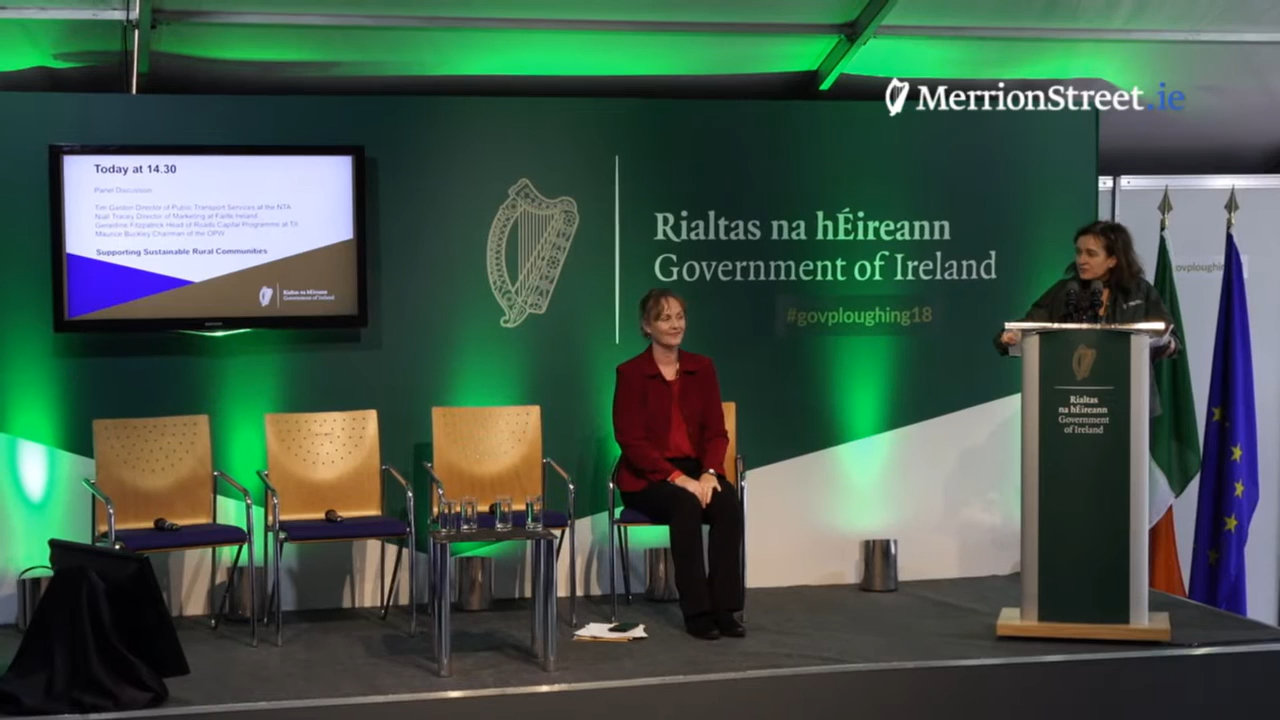 MerrionStreet.ie
Today at 14.30
Panel Discussion
Tim Gaston Director of Public Transport Services at the NTA
Niall Tracey Director of Marketing at Fáilte Ireland
Geraldine Fitzpatrick Head of Roads Capital Programme at TII
Maurice Buckley Chairman of the OPW
Supporting Sustainable Rural Communities
Rialtas na hÉireann
Government of Ireland
Rialtas na hÉireann
Government of Ireland
#govploughing18
Rialtas
na hÉireann
Government
of Ireland